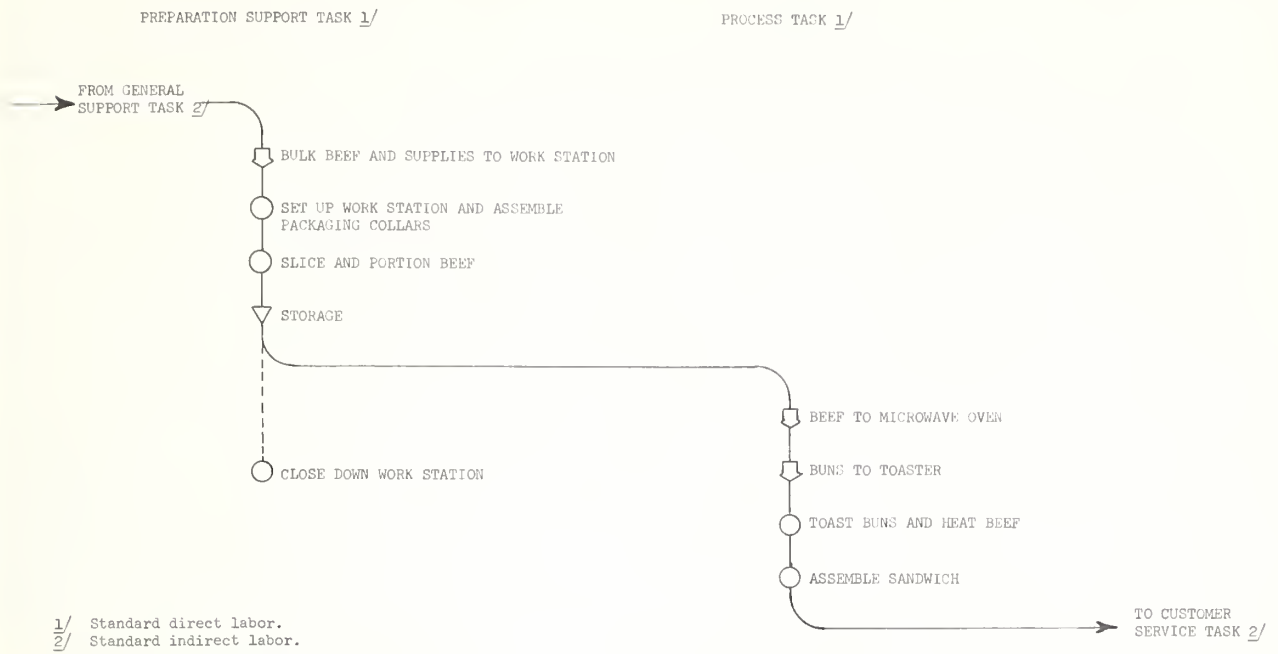 PREPARATION SUPPORT TASK 1/
PROCESS TASK 1/
FROM GENERAL
SUPPORT TASK 2/
BULK BEEF AND SUPPLIES TO WORK STATION
SET UP WORK STATION AND ASSEMBLE
PACKAGING COLLARS
SLICE AND PORTION BEEF
STORAGE
CLOSE DOWN WORK STATION
BEEF TO MICROWAVE OVEN
BUNS TO TOASTER
TOAST BUNS AND HEAT BEEF
ASSEMBLE SANDWICH
TO CUSTOMER
SERVICE TASK 2/
1/ Standard direct labor.
2/ Standard indirect labor.